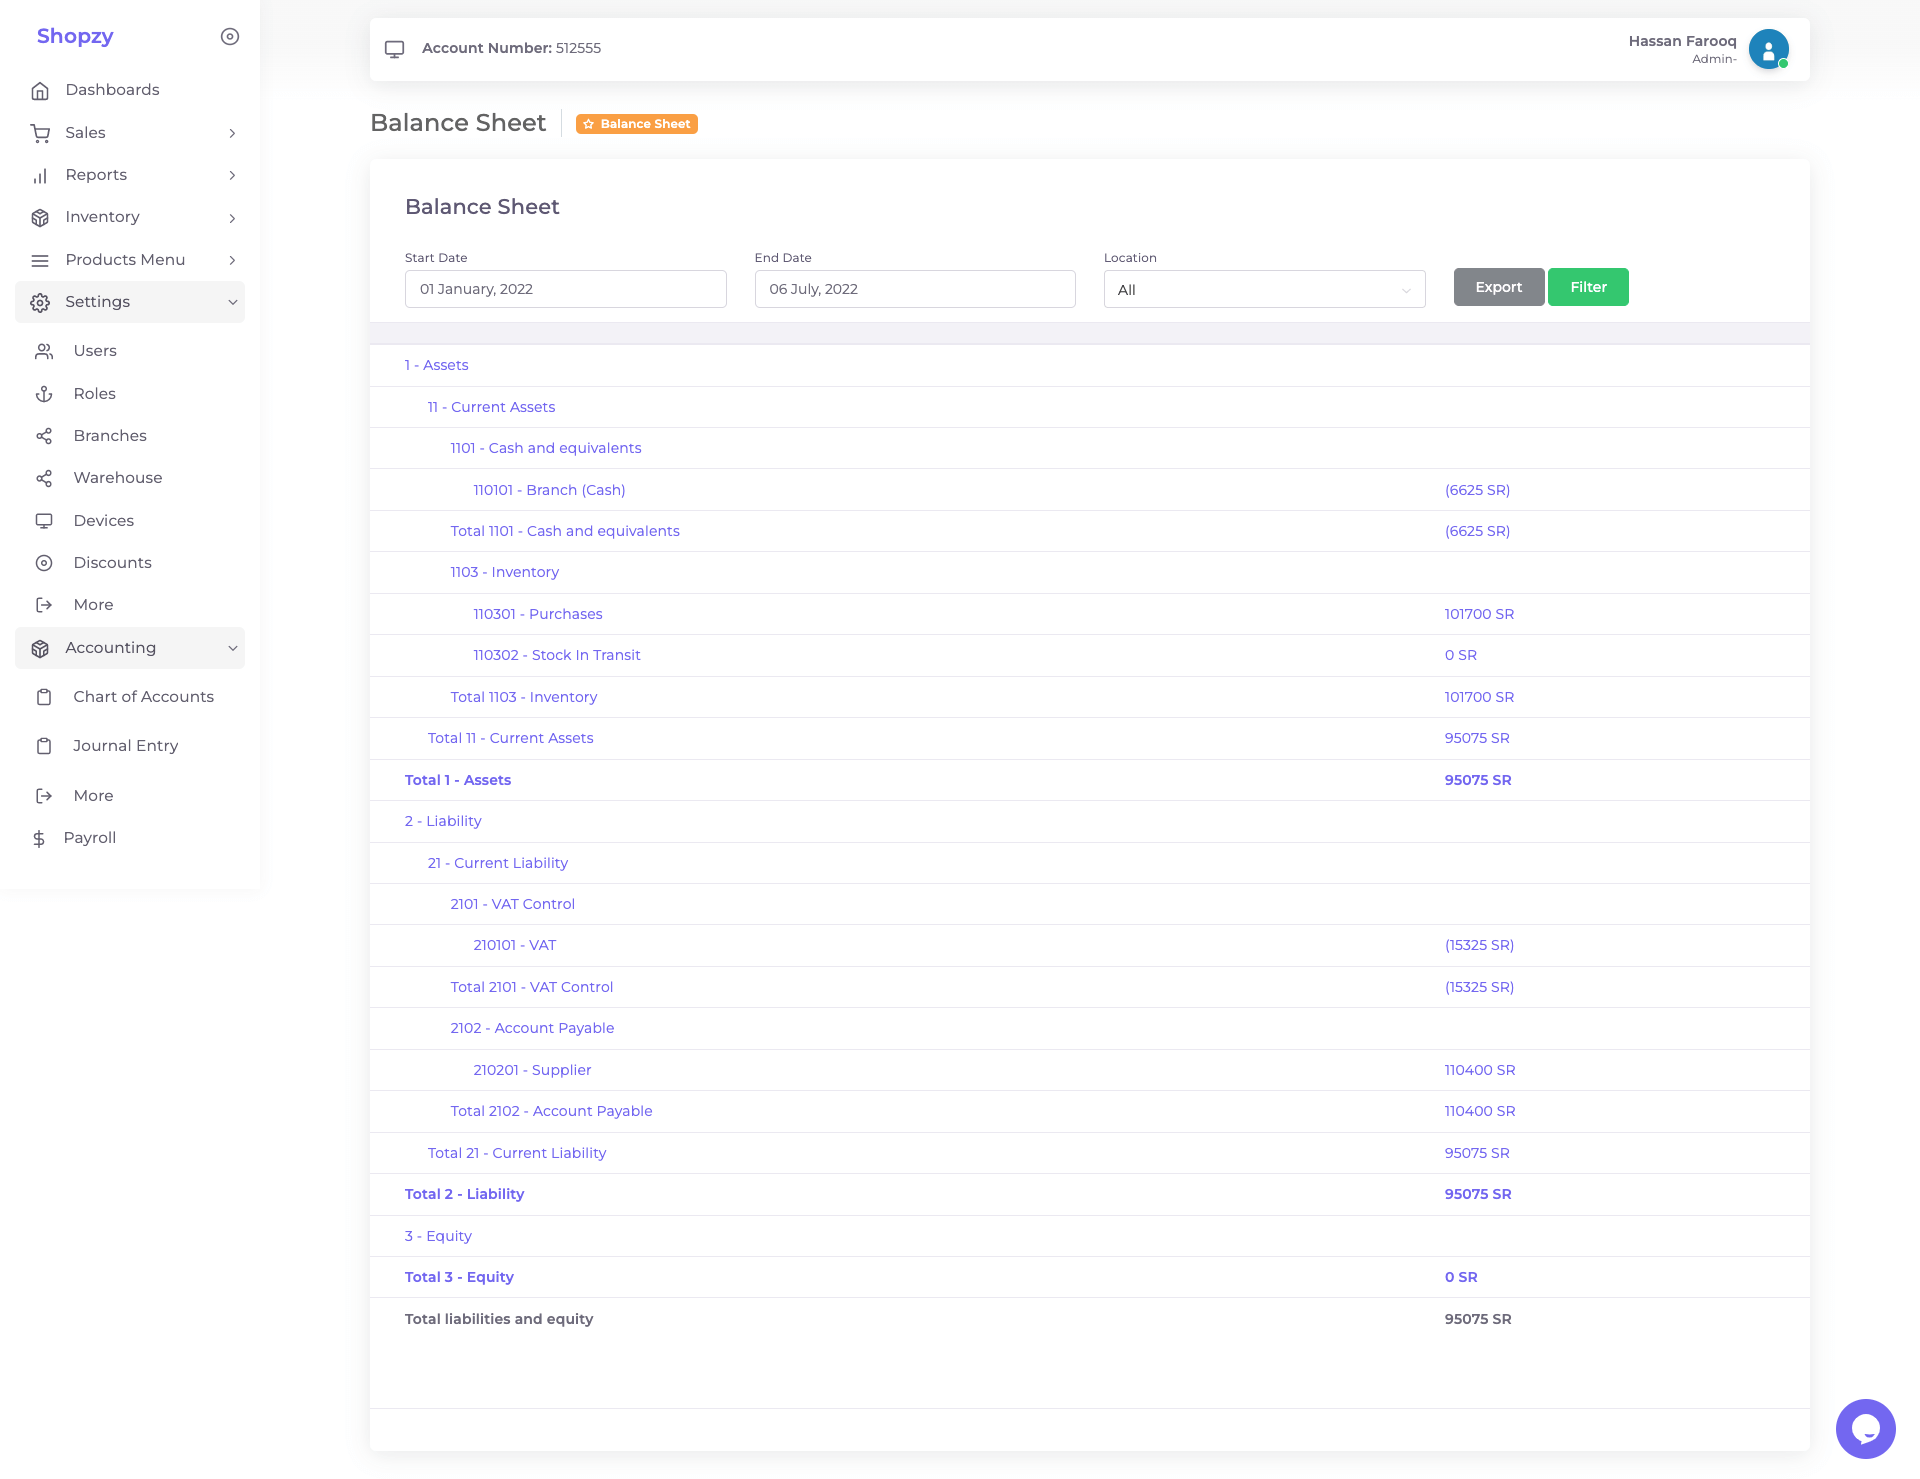 Shopzy
Dashboards
Sales
Reports
Inventory
Products Menu
Settings
Users
Roles
Branches
Warehouse
Devices
Discounts
More
Accounting
Chart of Accounts
Journal Entry
More
Payroll
Account Number: 512555
Hassan Farooq
Admin-
Balance Sheet
Balance Sheet
Balance Sheet
Start Date
End Date
Location
01 January, 2022
06 July, 2022
All
Export
Filter
1 - Assets
11 - Current Assets
1101 - Cash and equivalents
110101 - Branch (Cash) (6625 SR)
Total 1101 - Cash and equivalents (6625 SR)
1103 - Inventory
110301 - Purchases 101700 SR
110302 - Stock In Transit 0 SR
Total 1103 - Inventory 101700 SR
Total 11 - Current Assets 95075 SR
Total 1 - Assets 95075 SR
2 - Liability
21 - Current Liability
2101 - VAT Control
210101 - VAT (15325 SR)
Total 2101 - VAT Control (15325 SR)
2102 - Account Payable
210201 - Supplier 110400 SR
Total 2102 - Account Payable 110400 SR
Total 21 - Current Liability 95075 SR
Total 2 - Liability 95075 SR
3 - Equity
Total 3 - Equity 0 SR
Total liabilities and equity 95075 SR